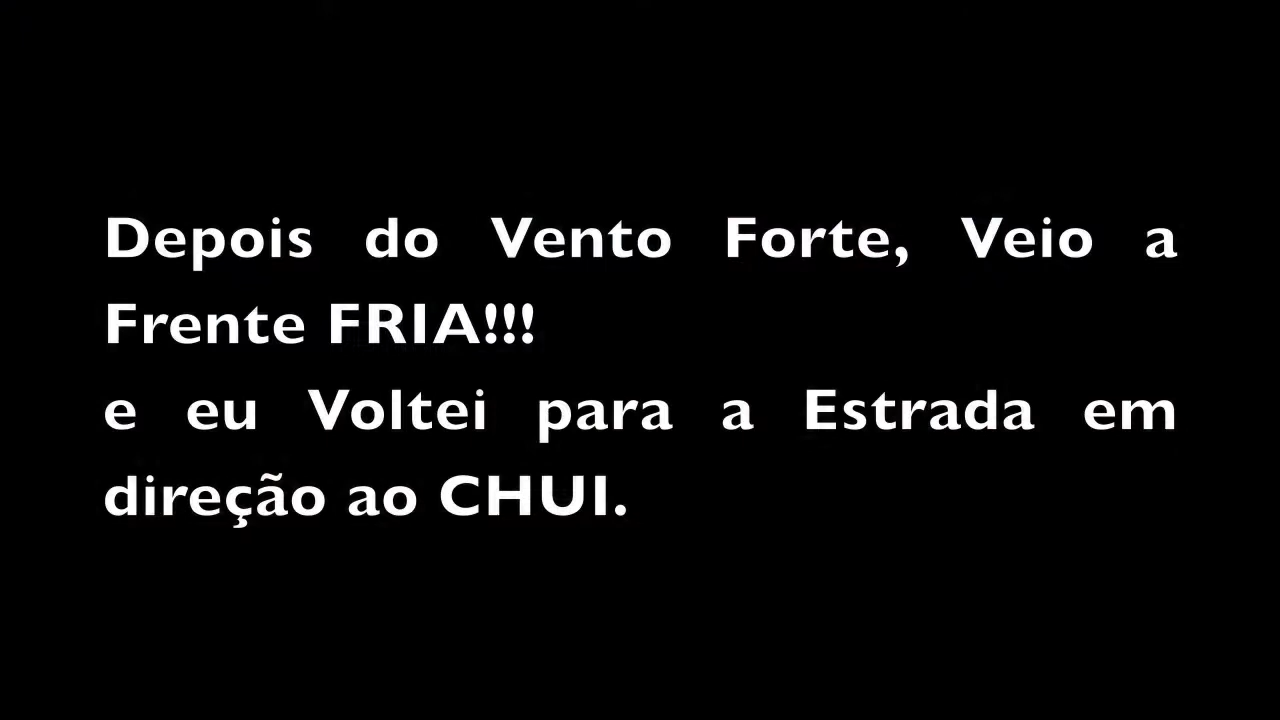 Depois do Vento Forte, Veio a
Frente FRIA!!!
e eu Voltei para a Estrada em
direção ao CHUI.